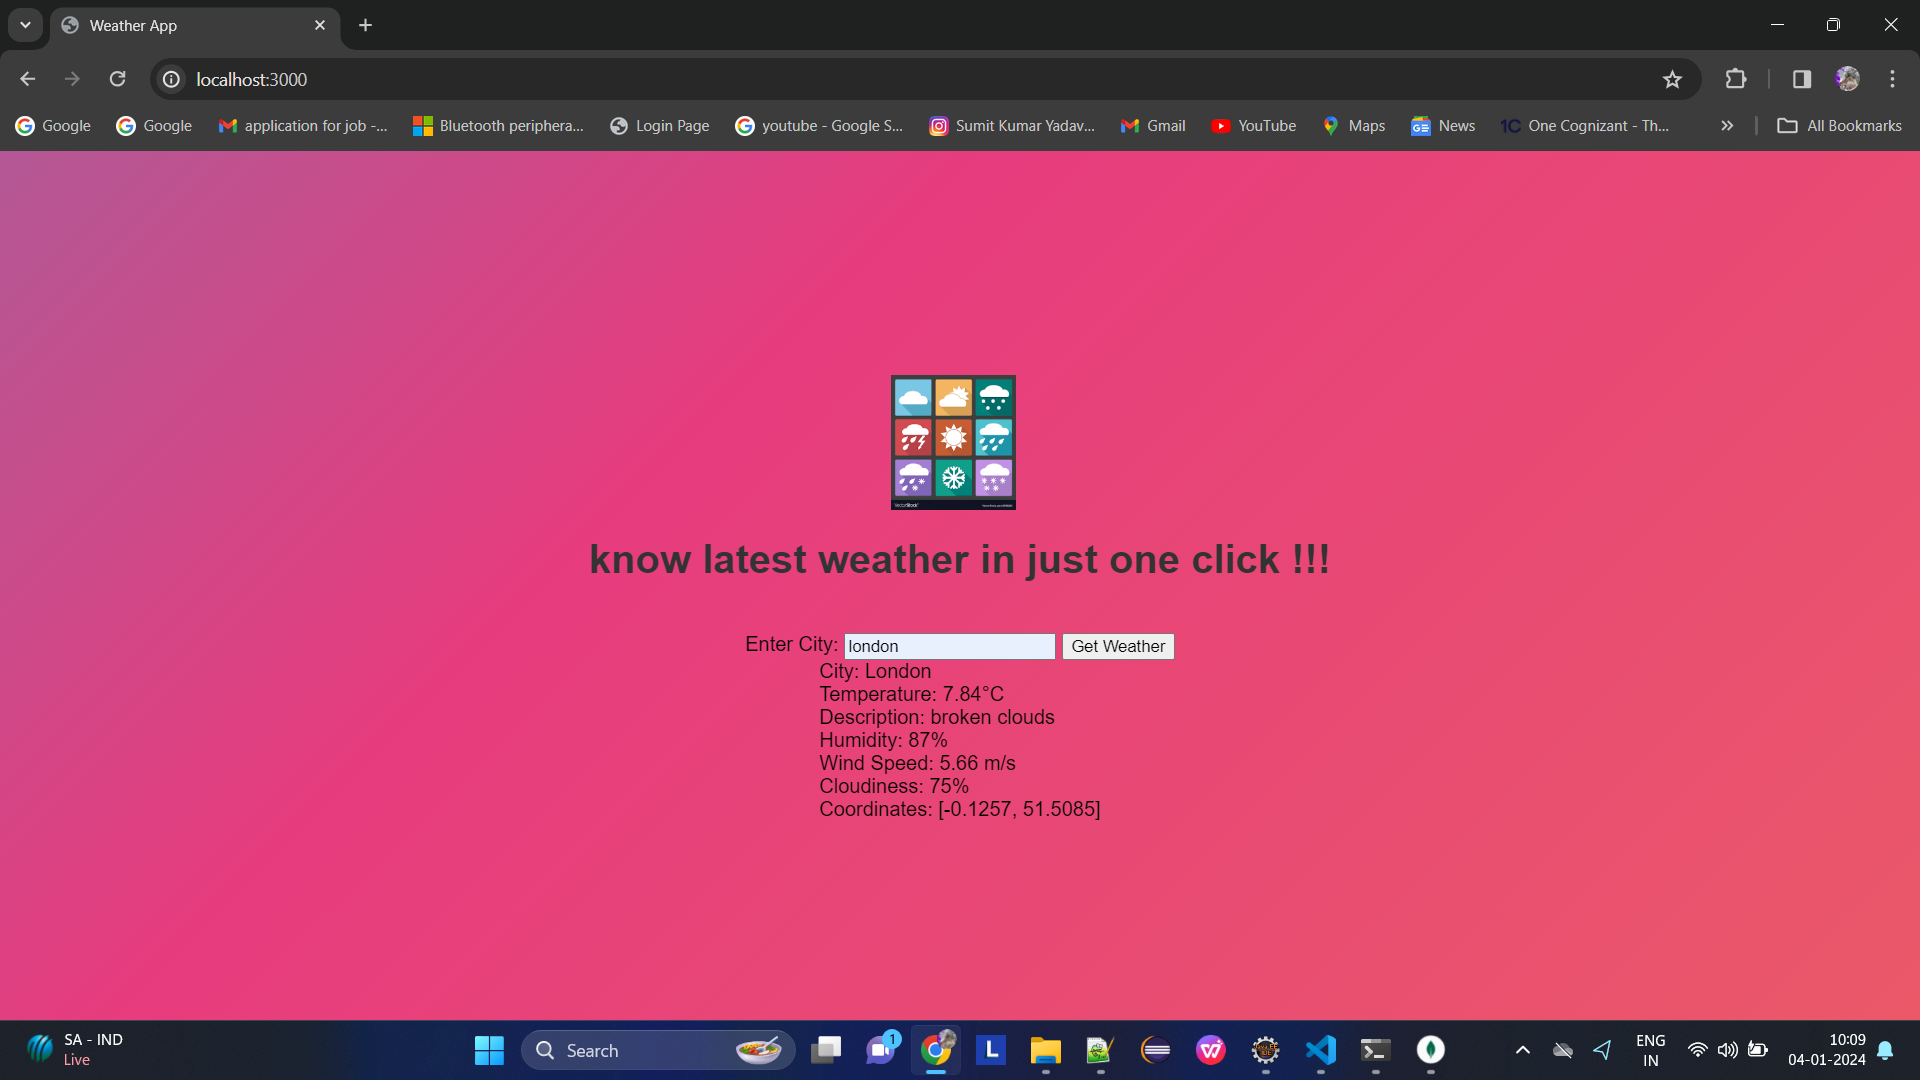 Weather App
localhost:3000
Google
Google
application for job -...
Bluetooth periphera...
Login Page
youtube - Google S...
Sumit Kumar Yadav...
Gmail
YouTube
Maps
News
1C One Cognizant - Th...
All Bookmarks
VectorStock
know latest weather in just one click !!!
Enter City: london Get Weather
City: London
Temperature: 7.84°C
Description: broken clouds
Humidity: 87%
Wind Speed: 5.66 m/s
Cloudiness: 75%
Coordinates: [-0.1257, 51.5085]
SA - IND
Live
Search
1
L
ENG
IN
10:09
04-01-2024